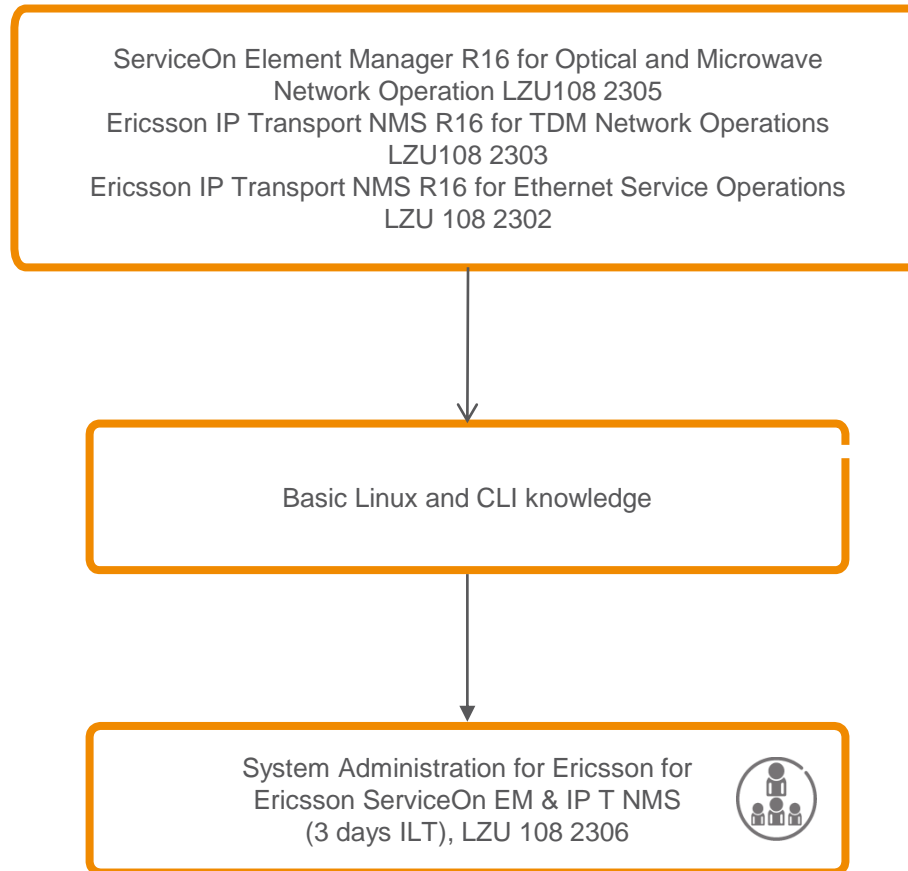 ServiceOn Element Manager R16 for Optical and Microwave
Network Operation LZU108 2305
Ericsson IP Transport NMS R16 for TDM Network Operations
LZU108 2303
Ericsson IP Transport NMS R16 for Ethernet Service Operations
LZU 108 2302
Basic Linux and CLI knowledge
System Administration for Ericsson for
Ericsson ServiceOn EM & IP T NMS
(3 days ILT), LZU 108 2306